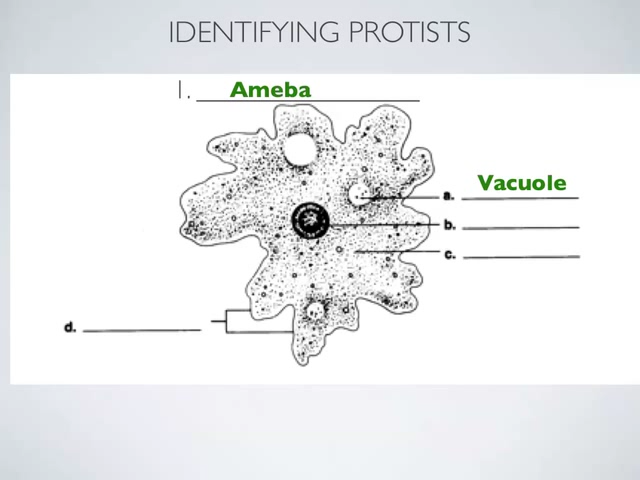 IDENTIFYING PROTISTS
1. Ameba
Vacuole
a.
b.
c.
d.